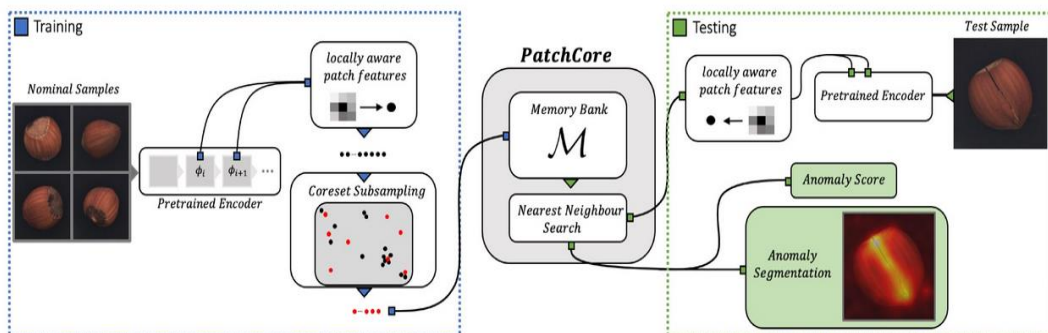 Training
Nominal Samples
Pretrained Encoder
ϕi
ϕi+1
...
locally aware
patch features
Coreset Subsampling
PatchCore
Memory Bank
M
Nearest Neighbour
Search
Testing
locally aware
patch features
Pretrained Encoder
Test Sample
Anomaly Score
Anomaly
Segmentation